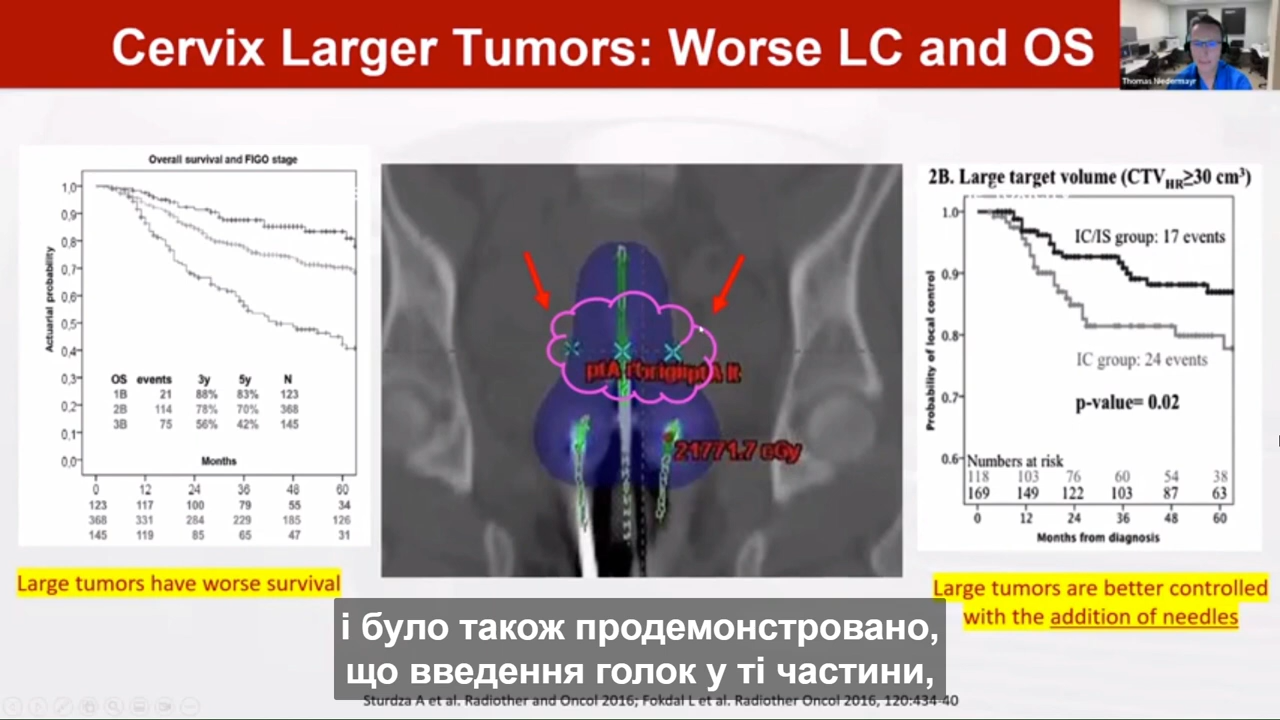 Cervix Larger Tumors: Worse LC and OS
Thomas Niedermayr
Overall survival and FIGO stage
Actuarial probability
1,0
0,9
0,8
0,7
0,6
0,5
0,4
0,3
0,2
0,1
0,0
OS events 3y 5y N
1B 21 88% 83% 123
2B 114 78% 70% 368
3B 75 56% 42% 145
Months
0 12 24 36 48 60
123 117 100 79 55 34
368 331 284 229 185 126
145 119 85 65 47 31
Large tumors have worse survival
21771.7 cGy
2B. Large target volume (CTVHR≥30 cm³)
Probability of local control
1.0
0.9
0.8
0.7
0.6
IC/IS group: 17 events
IC group: 24 events
p-value= 0.02
Numbers at risk
118 103 76 60 54 38
169 149 122 103 87 63
0 12 24 36 48 60
Months from diagnosis
Large tumors are better controlled
with the addition of needles
і було також продемонстровано,
що введення голок у ті частини,
Sturdza A et al. Radiother and Oncol 2016; Fokdal L et al. Radiother Oncol 2016, 120:434-40